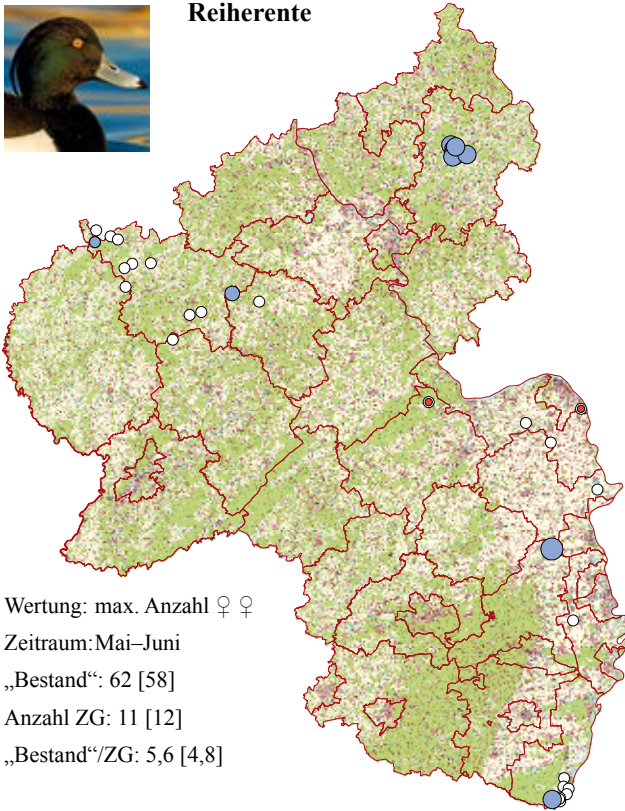 Reiherente
Wertung: max. Anzahl ♀ ♀
Zeitraum:Mai–Juni
„Bestand“: 62 [58]
Anzahl ZG: 11 [12]
„Bestand“/ZG: 5,6 [4,8]